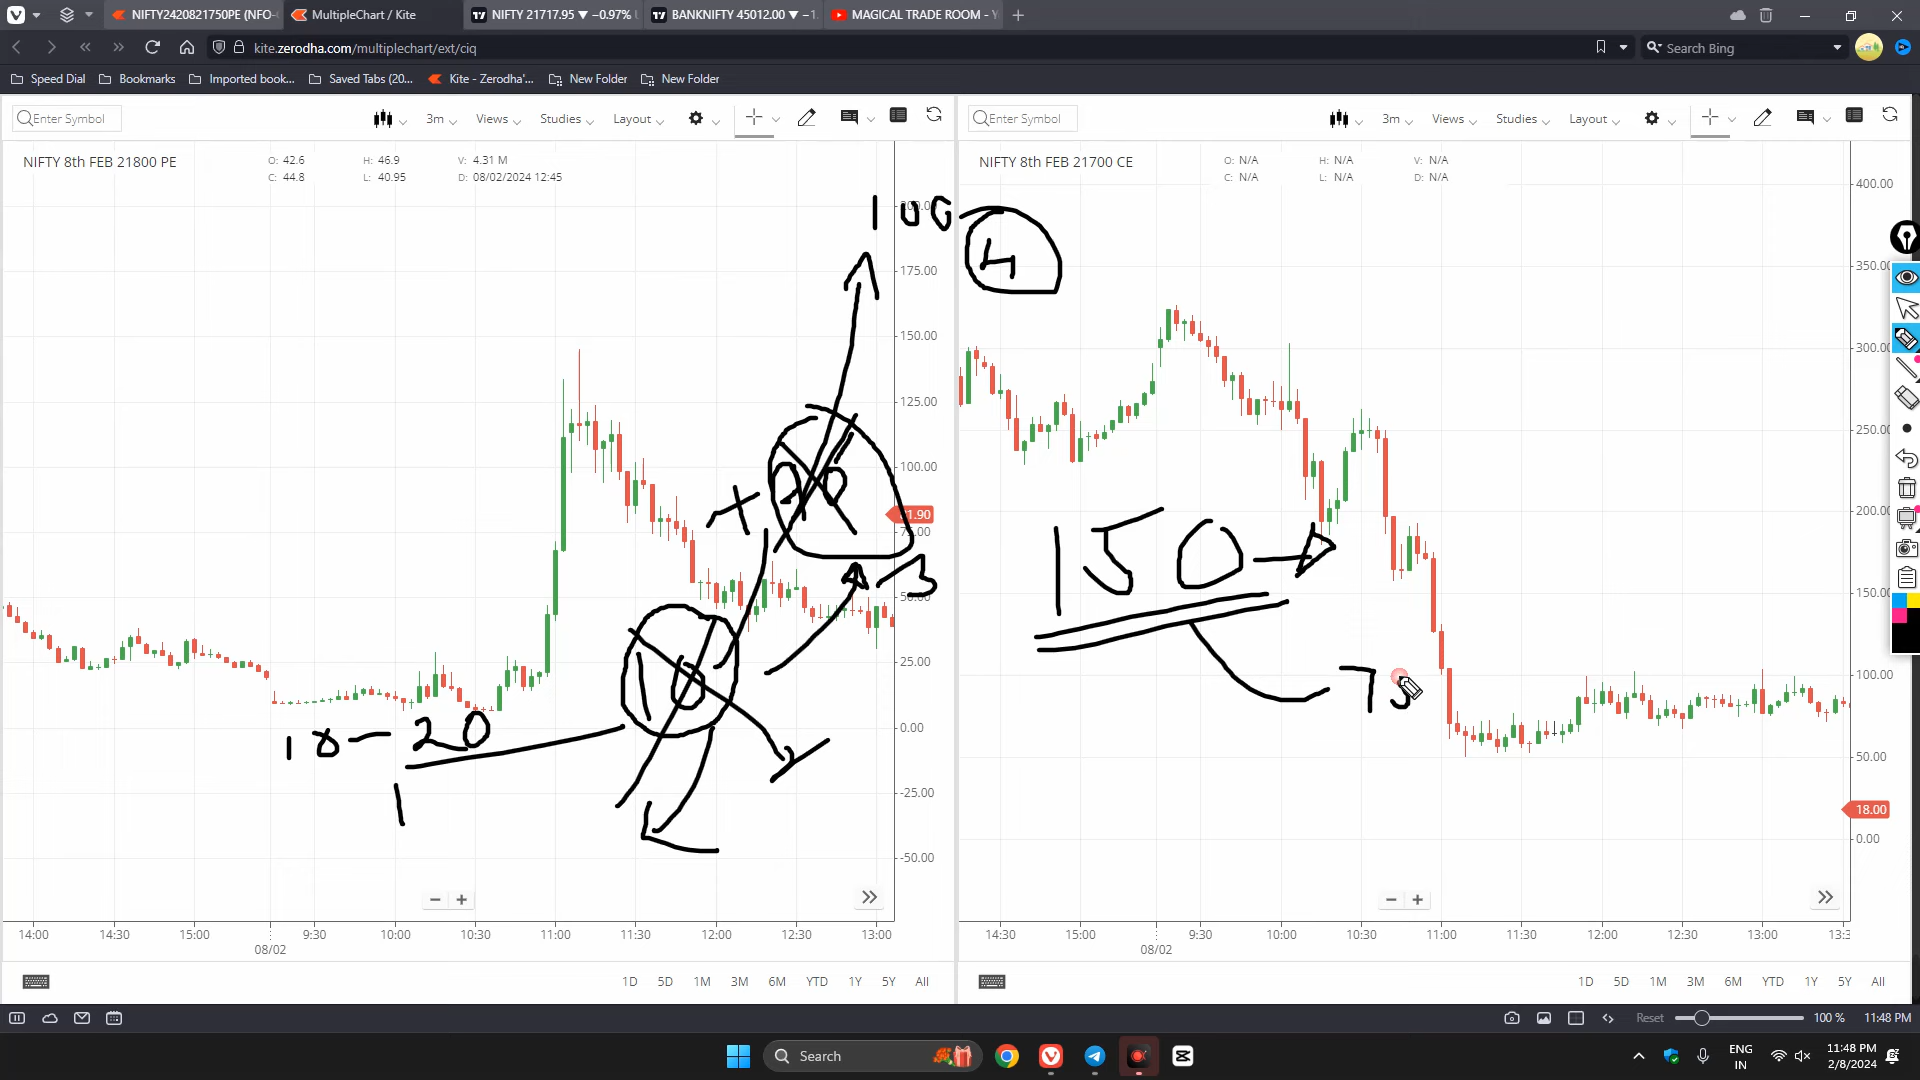 NIFTY2420821750PE (NFO-
MultipleChart / Kite
NIFTY 21717.95 ▼ −0.97%
BANKNIFTY 45012.00 ▼ −1
MAGICAL TRADE ROOM - Y
kite.zerodha.com/multiplechart/ext/ciq
Search Bing
Speed Dial
Bookmarks
Imported book...
Saved Tabs (20...
Kite - Zerodha'...
New Folder
New Folder
Enter Symbol
3m
Views
Studies
Layout
NIFTY 8th FEB 21800 PE
O: 42.6 H: 46.9 V: 4.31 M
C: 44.8 L: 40.95 D: 08/02/2024 12:45
175.00
150.00
125.00
100.00
75.00
25.00
0.00
-25.00
-50.00
100
20
3
10
18 - 20
1
2
14:00 14:30 15:00 9:30 10:00 10:30 11:00 11:30 12:00 12:30 13:00
08/02
1D 5D 1M 3M 6M YTD 1Y 5Y All
Enter Symbol
3m
Views
Studies
Layout
NIFTY 8th FEB 21700 CE
O: N/A H: N/A V: N/A
C: N/A L: N/A D: N/A
400.00
350.00
300.00
250.00
200.00
150.00
100.00
50.00
18.00
0.00
4
150
75
14:30 15:00 9:30 10:00 10:30 11:00 11:30 12:00 12:30 13:00 13:3
08/02
1D 5D 1M 3M 6M YTD 1Y 5Y All
Reset 100 % 11:48 PM
Search
ENG
IN
11:48 PM
2/8/2024